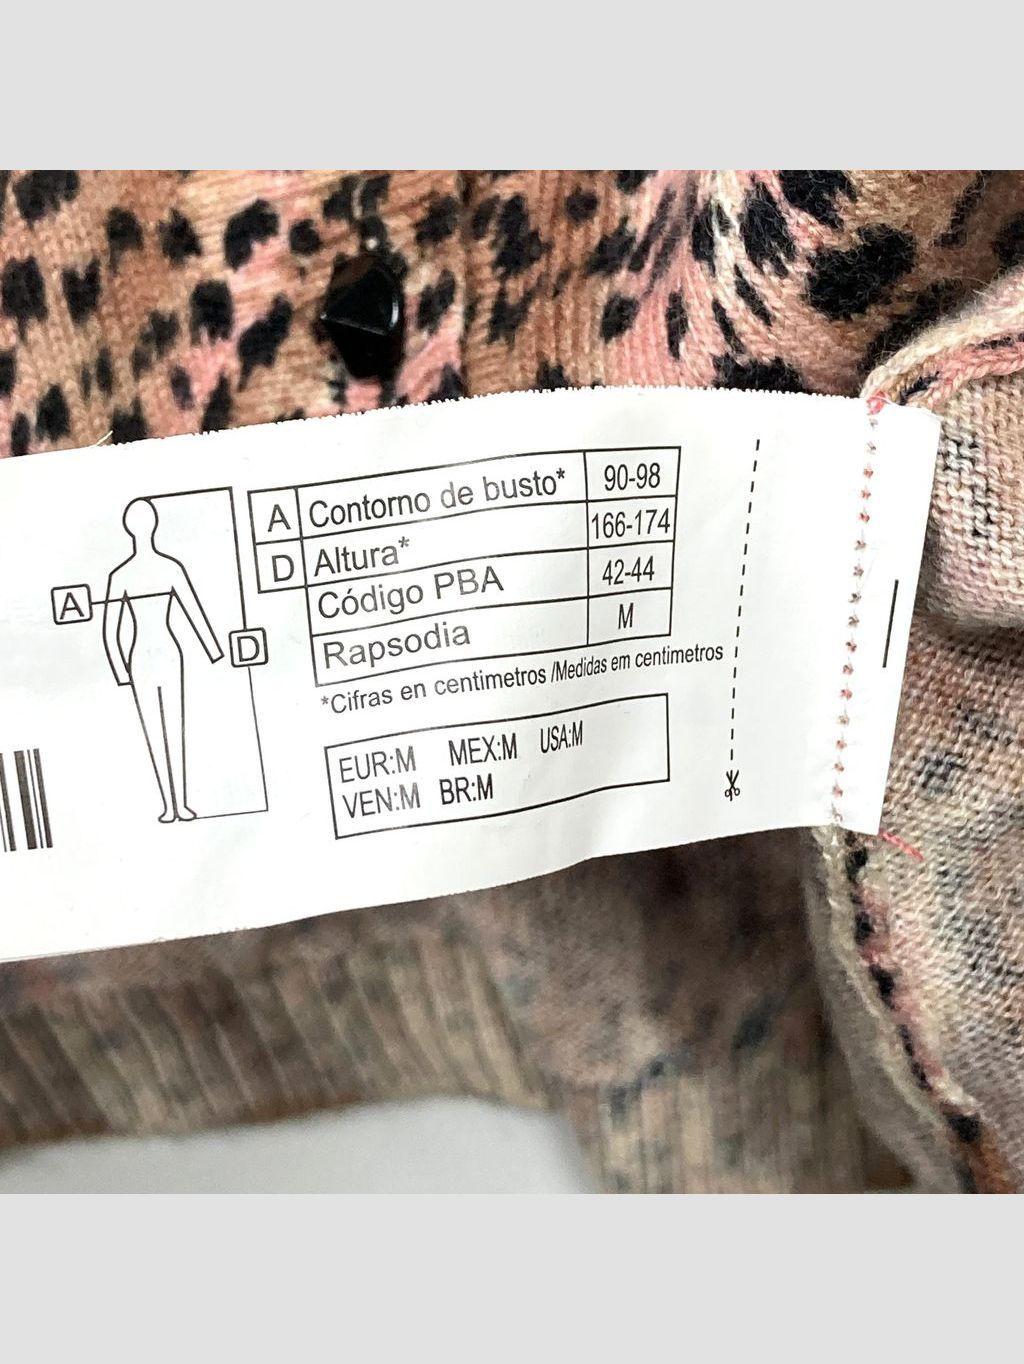 A Contorno de busto* 90-98
D Altura* 166-174
Código PBA 42-44
Rapsodia M
*Cifras en centimetros /Medidas em centimetros
A
D
EUR:M MEX:M USA:M
VEN:M BR:M